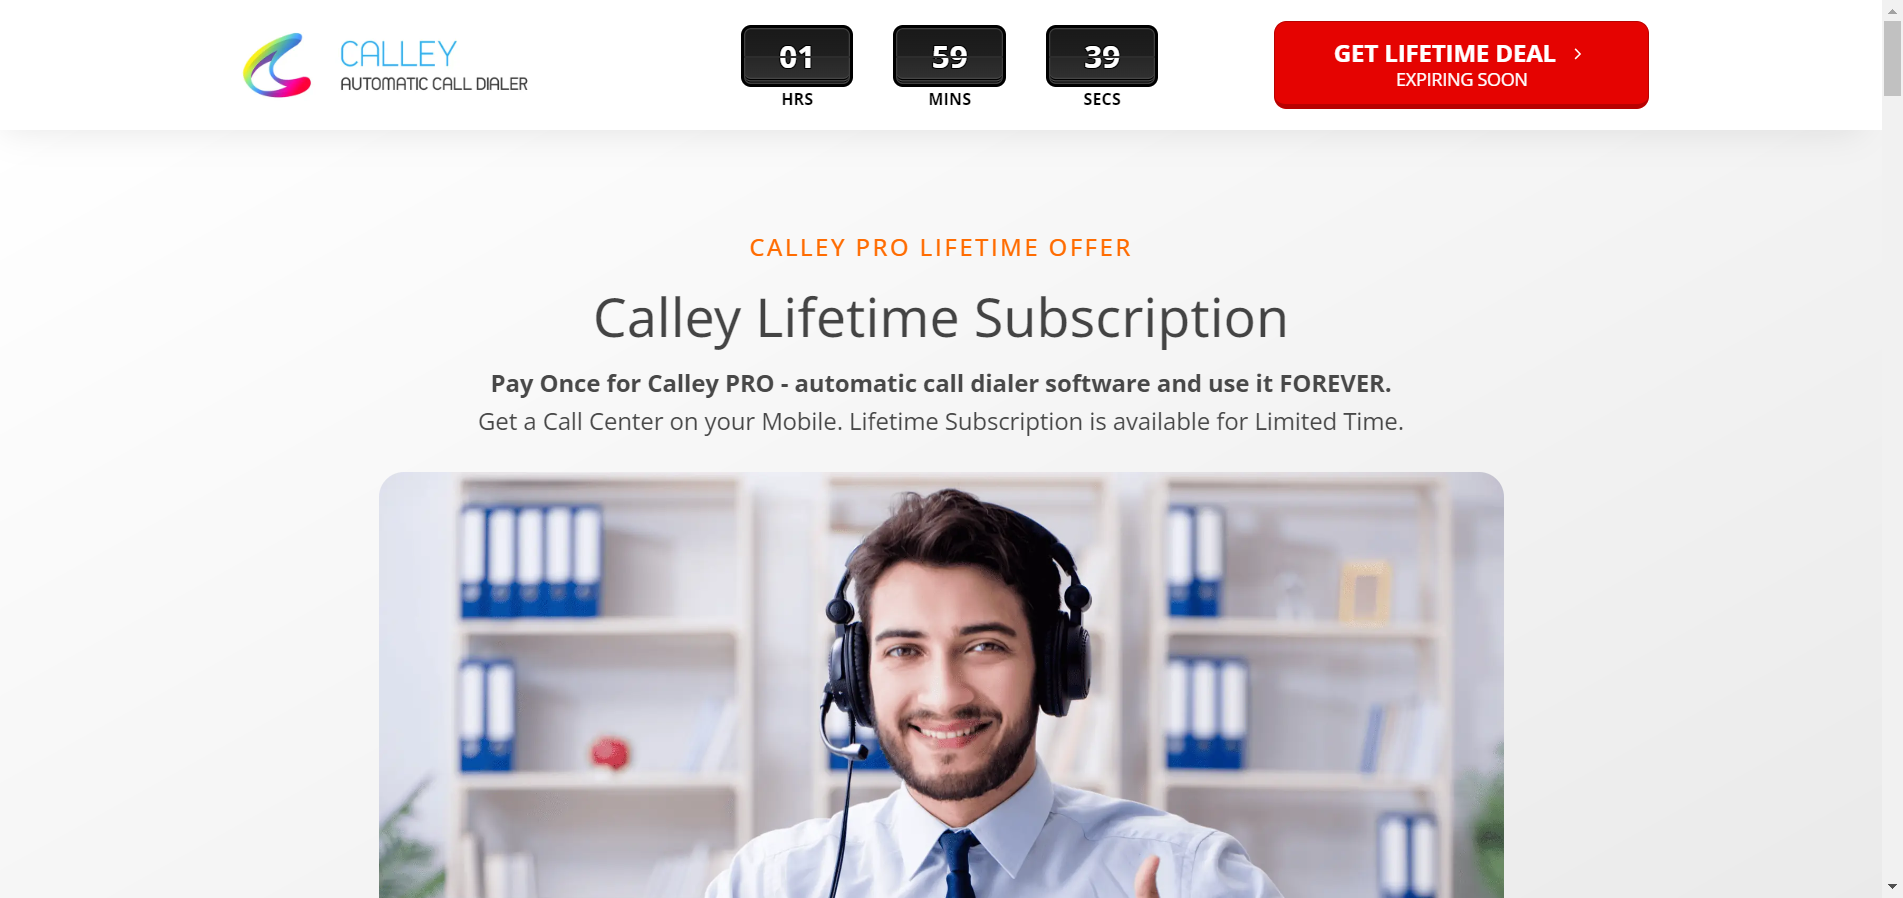 CALLEY
AUTOMATIC CALL DIALER
01
59
39
HRS
MINS
SECS
GET LIFETIME DEAL
EXPIRING SOON
CALLEY PRO LIFETIME OFFER
Calley Lifetime Subscription
Pay Once for Calley PRO - automatic call dialer software and use it FOREVER.
Get a Call Center on your Mobile. Lifetime Subscription is available for Limited Time.